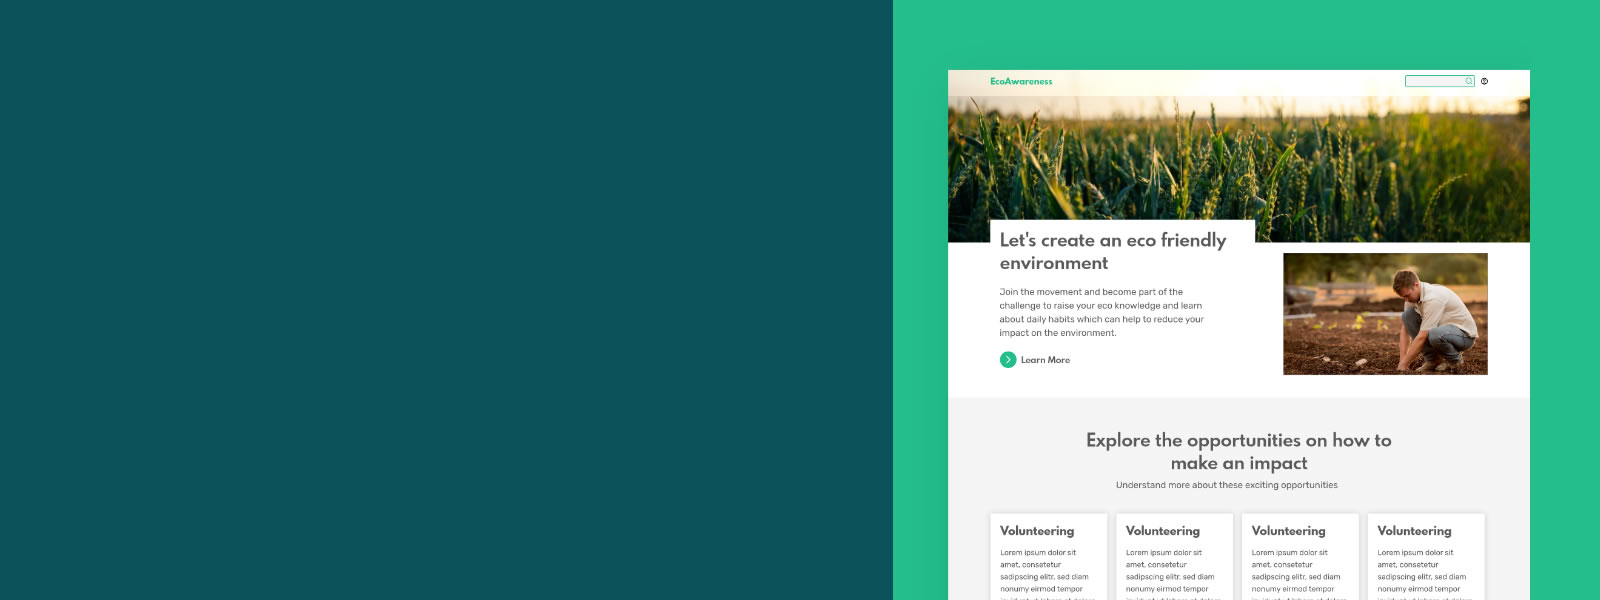 EcoAwareness
Let's create an eco friendly
environment
Join the movement and become part of the
challenge to raise your eco knowledge and learn
about daily habits which can help to reduce your
impact on the environment.
Learn More
Explore the opportunities on how to
make an impact
Understand more about these exciting opportunities
Volunteering
Lorem ipsum dolor sit
amet, consetetur
sadipscing elitr, sed diam
nonumy eirmod tempor
Volunteering
Lorem ipsum dolor sit
amet, consetetur
sadipscing elitr, sed diam
nonumy eirmod tempor
Volunteering
Lorem ipsum dolor sit
amet, consetetur
sadipscing elitr, sed diam
nonumy eirmod tempor
Volunteering
Lorem ipsum dolor sit
amet, consetetur
sadipscing elitr, sed diam
nonumy eirmod tempor